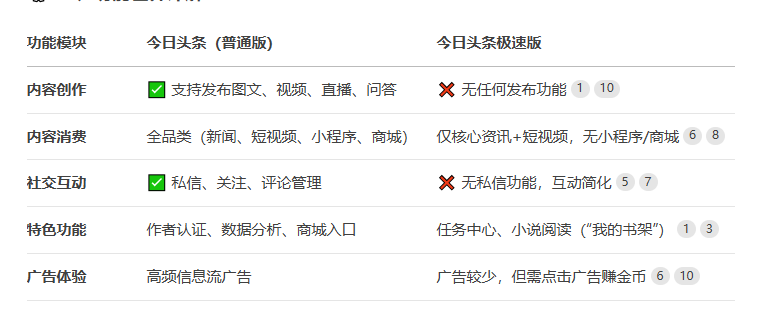 功能模块 今日头条（普通版） 今日头条极速版
内容创作 ✅ 支持发布图文、视频、直播、问答 ❌ 无任何发布功能 1 10
内容消费 全品类（新闻、短视频、小程序、商城） 仅核心资讯+短视频，无小程序/商城 6 8
社交互动 ✅ 私信、关注、评论管理 ❌ 无私信功能，互动简化 5 7
特色功能 作者认证、数据分析、商城入口 任务中心、小说阅读（“我的书架”） 1 3
广告体验 高频信息流广告 广告较少，但需点击广告赚金币 6 10